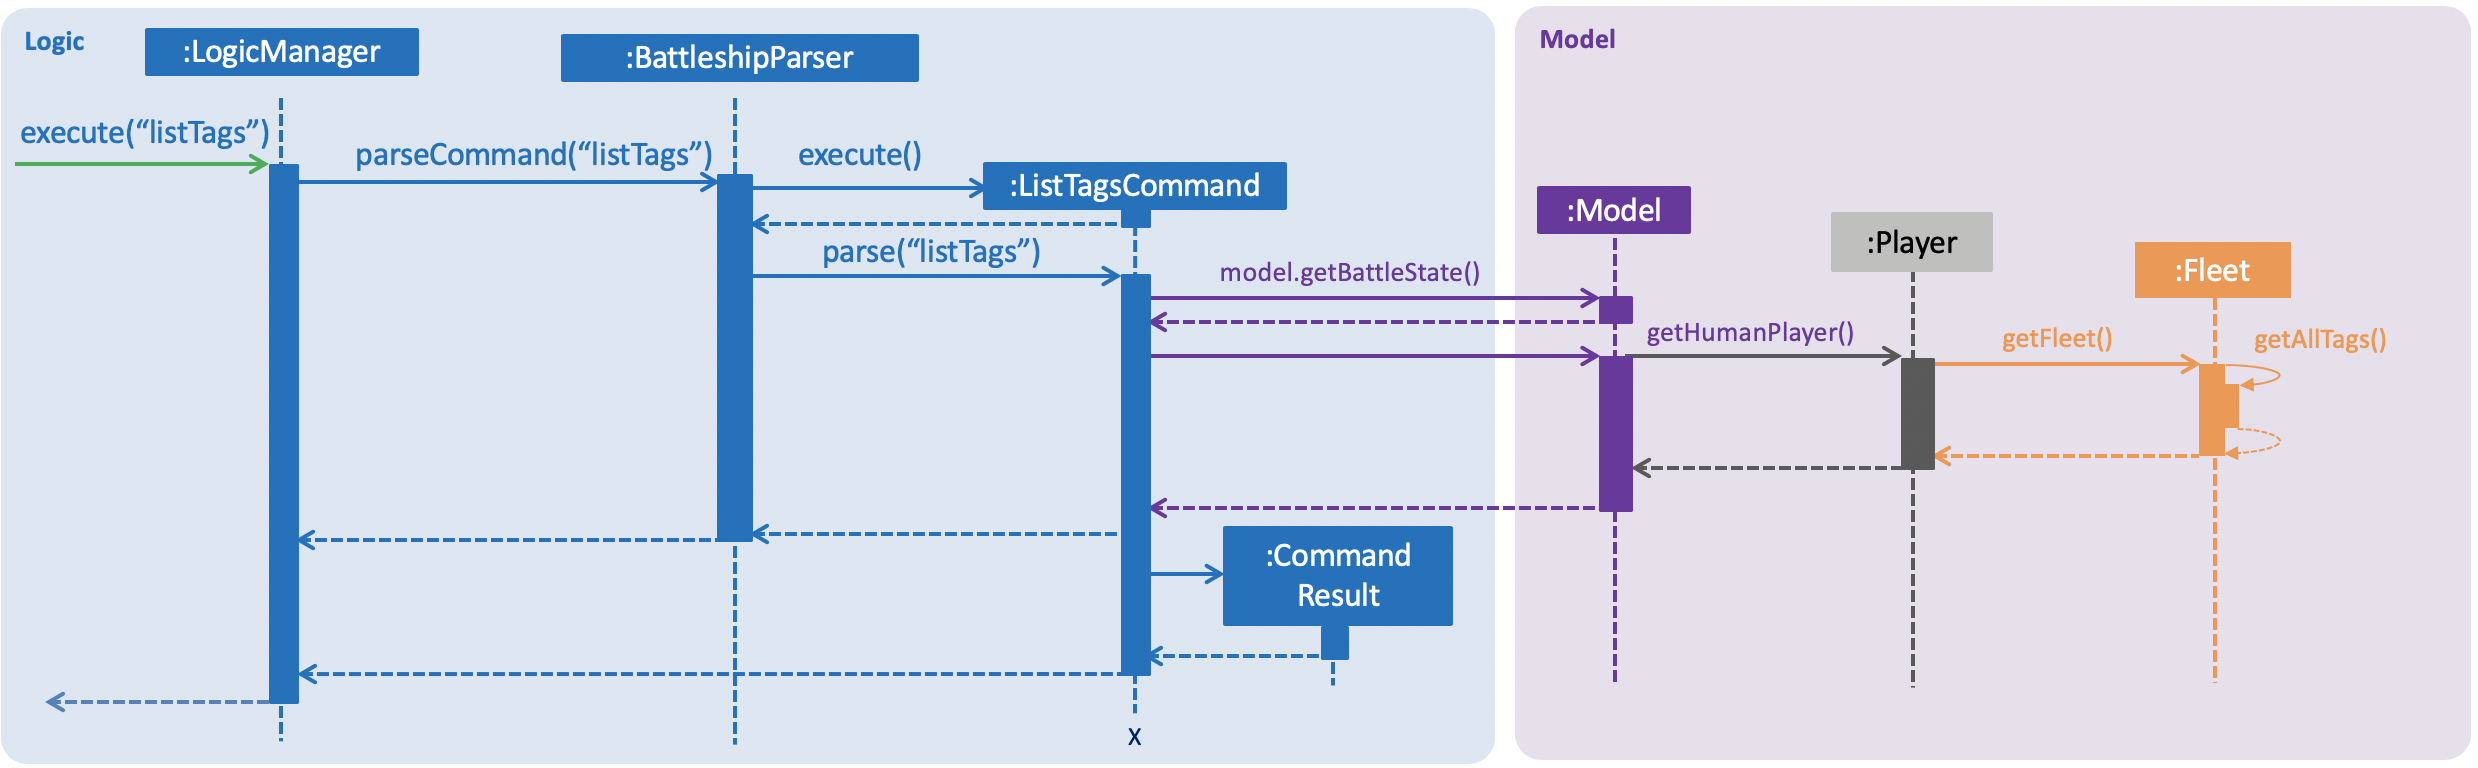 Logic
:LogicManager
:BattleshipParser
Model
execute(“listTags”)
parseCommand(“listTags”)
execute()
:ListTagsCommand
:Model
:Player
parse(“listTags”)
model.getBattleState()
:Fleet
getHumanPlayer()
getFleet()
getAllTags()
:Command
Result
X